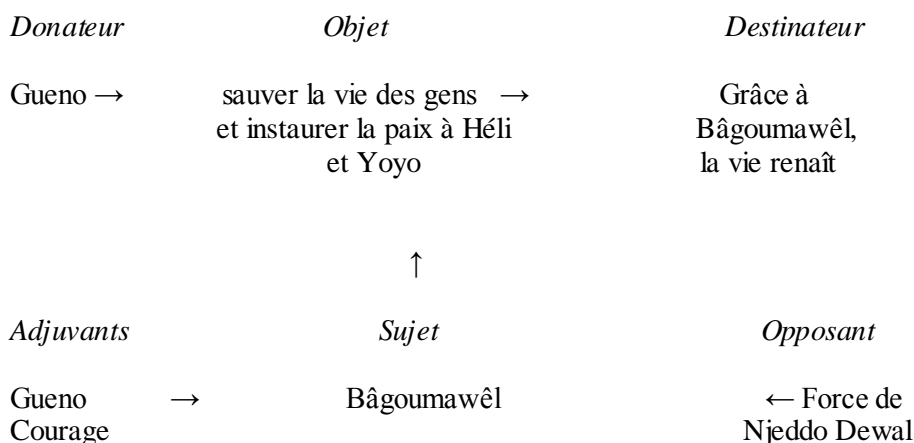 Donateur Objet Destinateur
Gueno → sauver la vie des gens → Grâce à
et instaurer la paix à Héli Bâgoumawêl,
et Yoyo la vie renaît
↑
Adjuvants Sujet Opposant
Gueno → Bâgoumawêl ← Force de
Courage Njeddo Dewal